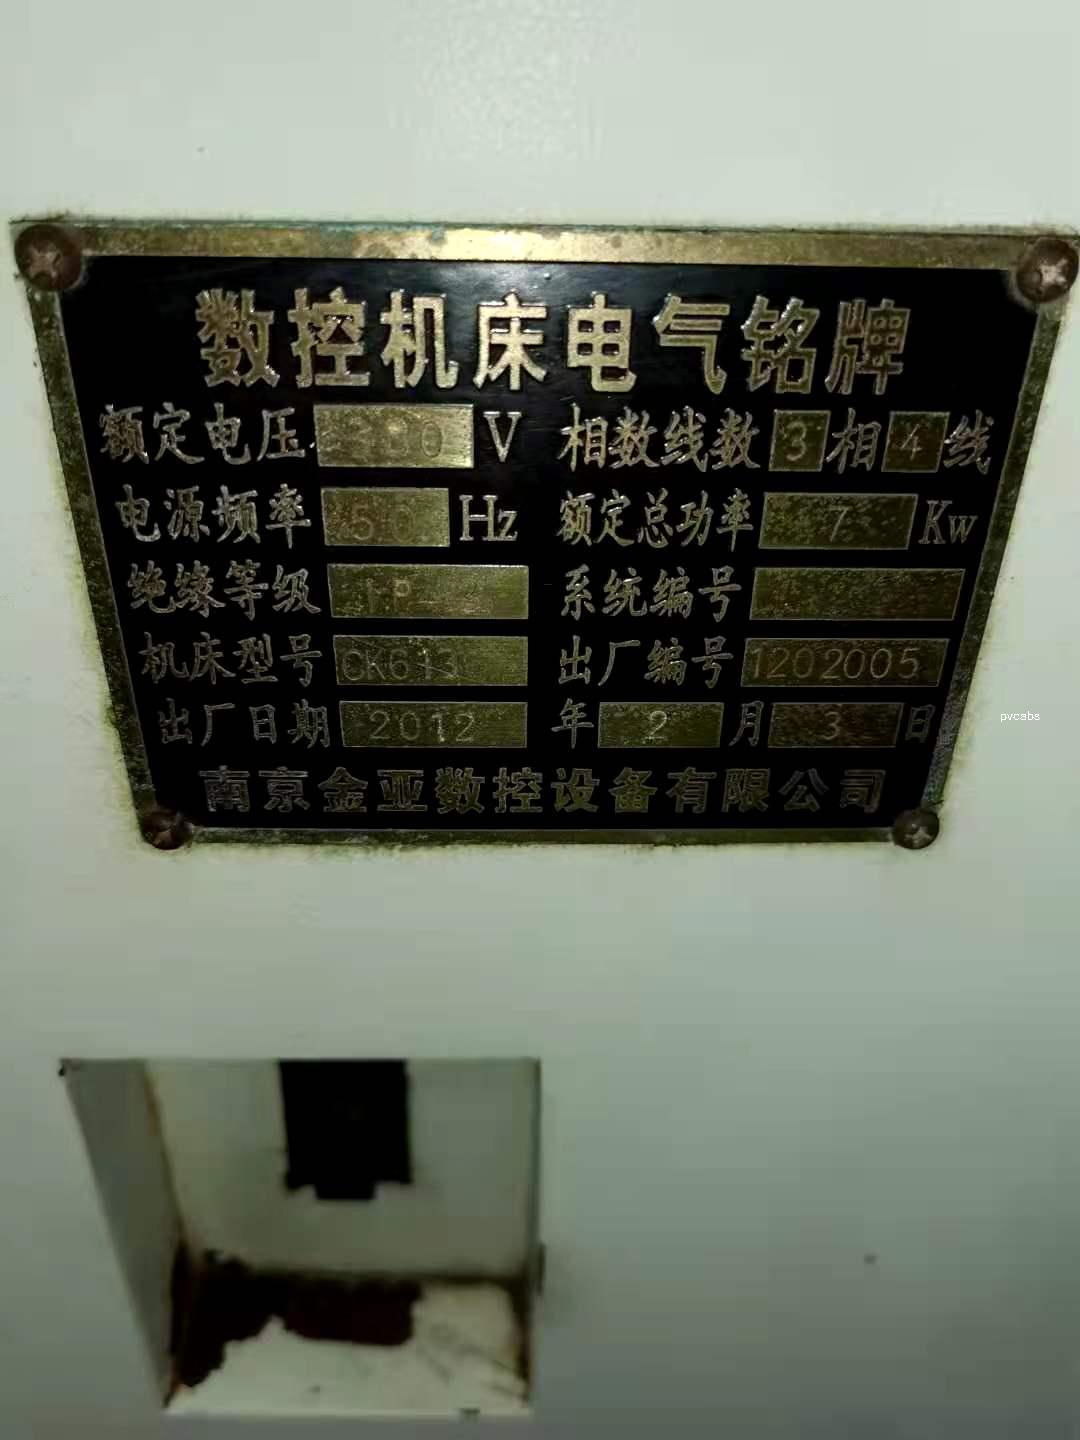 数控机床电气铭牌
额定电压 380 V 相数线数 3 相 4 线
电源频率 50 Hz 额定总功率 7 Kw
绝缘等级 系统编号
机床型号 CK613 出厂编号 1202005
出厂日期 2012 年 2 月 3 日
南京金亚数控设备有限公司
pvcabs